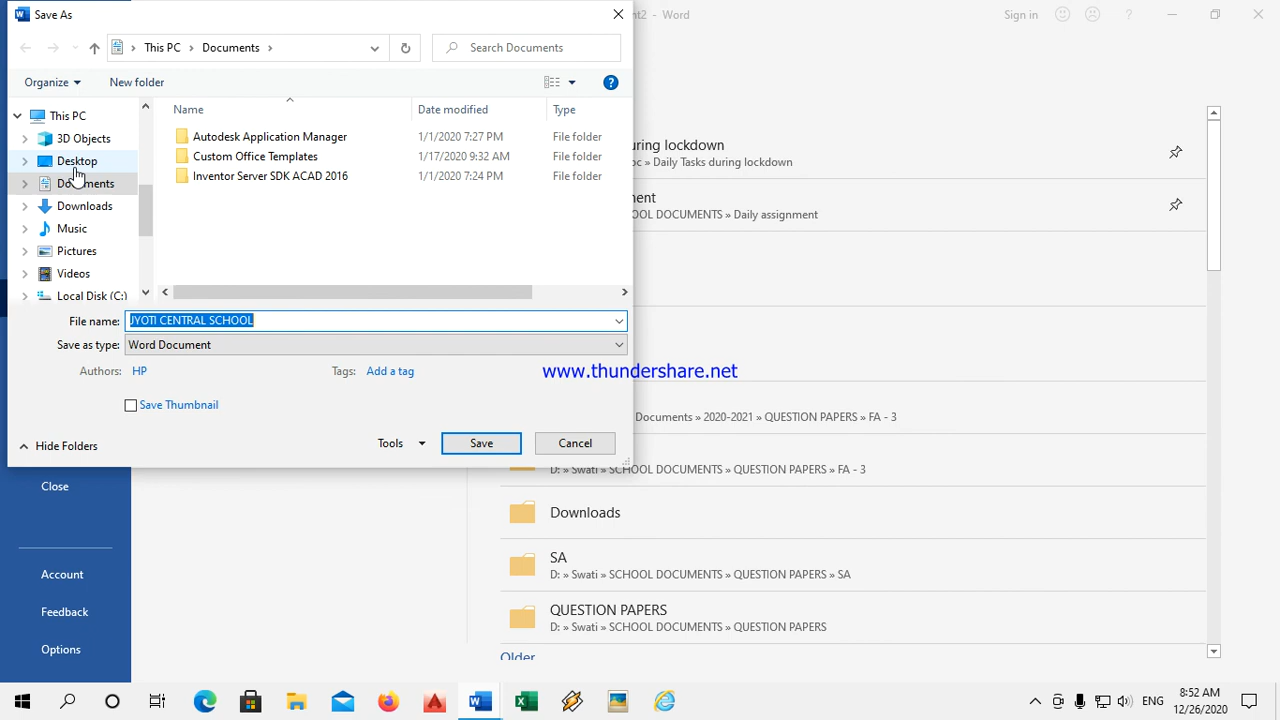 Save As
nt2 - Word
Sign in
This PC
Documents
Search Documents
Organize
New folder
Name
Date modified
Type
This PC
3D Objects
Desktop
Documents
Downloads
Music
Pictures
Videos
Local Disk (C:)
Autodesk Application Manager 1/1/2020 7:27 PM File folder
Custom Office Templates 1/17/2020 9:32 AM File folder
Inventor Server SDK ACAD 2016 1/1/2020 7:24 PM File folder
File name: JYOTI CENTRAL SCHOOL
Save as type: Word Document
Authors: HP
Tags: Add a tag
Save Thumbnail
Hide Folders
Tools
Save
Cancel
www.thundershare.net
uring lockdown
oc » Daily Tasks during lockdown
ment
OOL DOCUMENTS » Daily assignment
Documents » 2020-2021 » QUESTION PAPERS » FA - 3
D: » Swati » SCHOOL DOCUMENTS » QUESTION PAPERS » FA - 3
Downloads
SA
D: » Swati » SCHOOL DOCUMENTS » QUESTION PAPERS » SA
QUESTION PAPERS
D: » Swati » SCHOOL DOCUMENTS » QUESTION PAPERS
Older
Close
Account
Feedback
Options
ENG
8:52 AM
12/26/2020